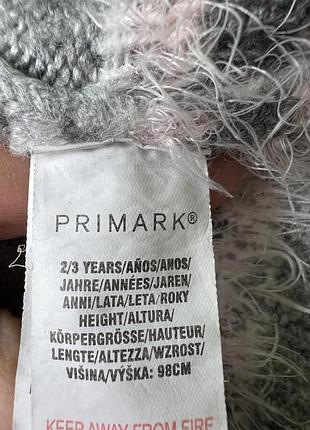 PRIMARK®
2/3 YEARS/AÑOS/ANOS/
JAHRE/ANNÉES/JAREN/
ANNI/LATA/LETA/ROKY
HEIGHT/ALTURA/
KÖRPERGRÖSSE/HAUTEUR/
LENGTE/ALTEZZA/WZROST/
VIŠINA/VÝŠKA: 98CM
KEEP AWAY FROM FIRE